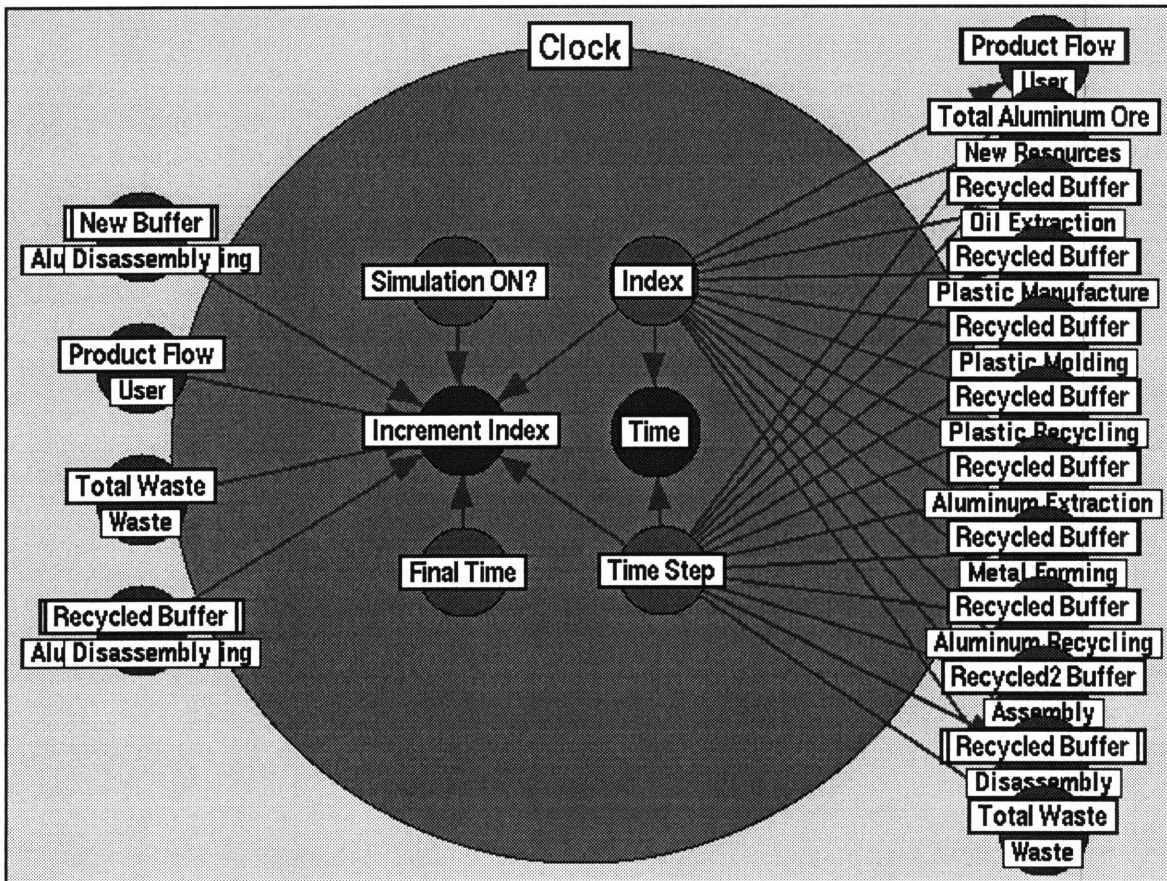 Clock
New Buffer
Alu Disassembly ing
Product Flow
User
Total Waste
Waste
Recycled Buffer
Alu Disassembly ing
Simulation ON?
Index
Increment Index
Time
Final Time
Time Step
Product Flow
User
Total Aluminum Ore
New Resources
Recycled Buffer
Oil Extraction
Recycled Buffer
Plastic Manufacture
Recycled Buffer
Plastic Molding
Recycled Buffer
Plastic Recycling
Recycled Buffer
Aluminum Extraction
Recycled Buffer
Metal Forming
Recycled Buffer
Aluminum Recycling
Recycled2 Buffer
Assembly
Recycled Buffer
Disassembly
Total Waste
Waste